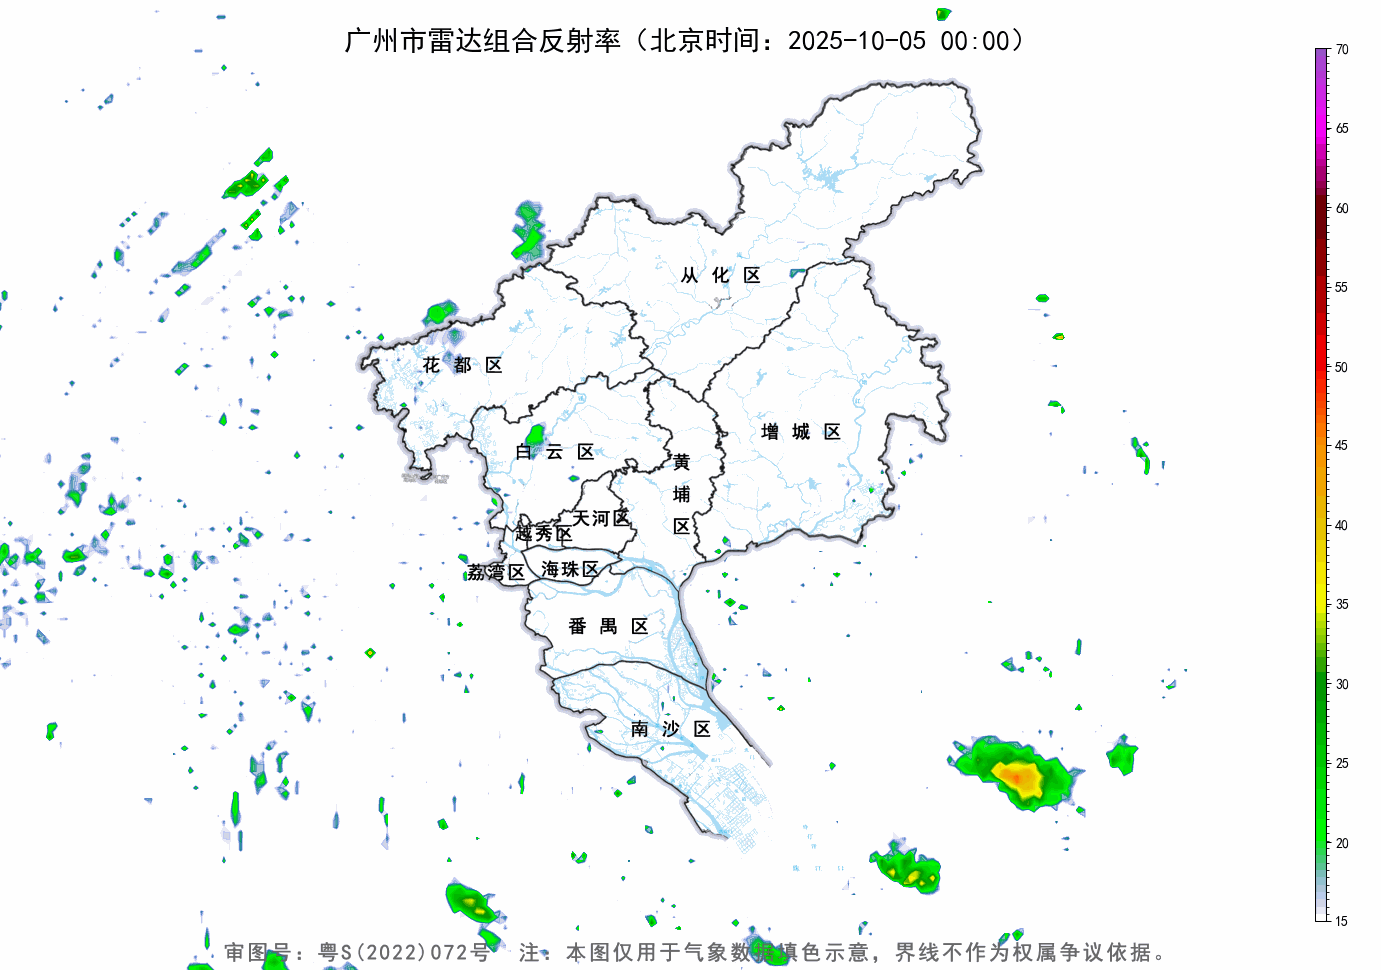 广州市雷达组合反射率（北京时间：2025-10-05 00:00）
70
65
60
55
50
45
40
35
30
25
20
15
从化区
花都区
增城区
白云区
黄埔区
天河区
越秀区
海珠区
荔湾区
番禺区
南沙区
审图号：粤S(2022)072号 注：本图仅用于气象数据填色示意，界线不作为权属争议依据。